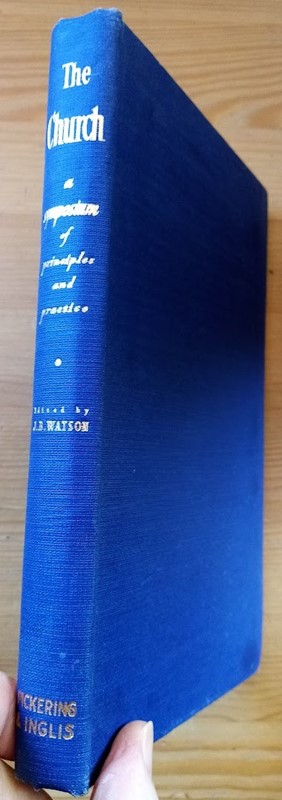 The
Church
a
symposium
of
principles
and
practice
Edited by
J.B. WATSON
PICKERING
& INGLIS